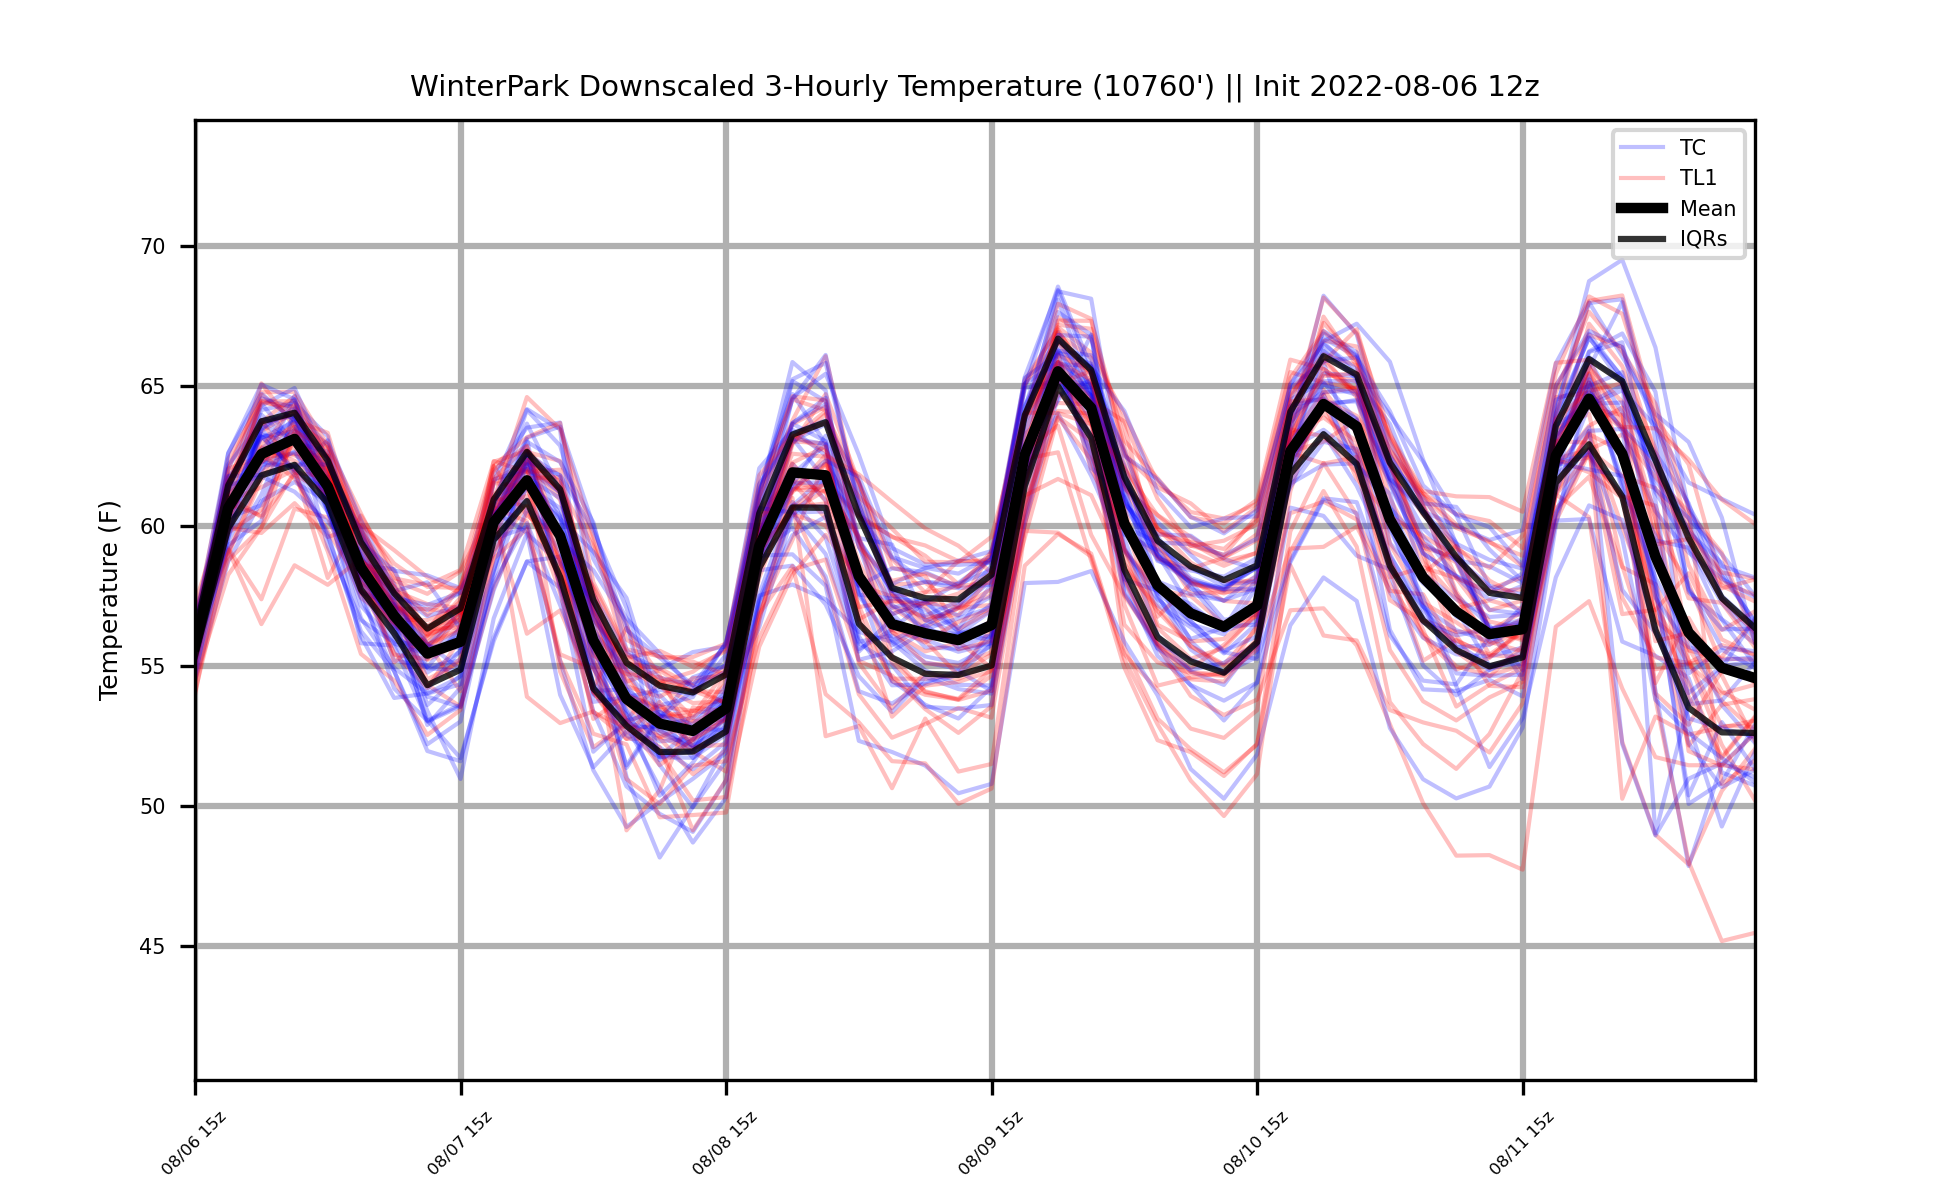 WinterPark Downscaled 3-Hourly Temperature (10760') || Init 2022-08-06 12z
TC
TL1
Mean
IQRs
Temperature (F)
70
65
60
55
50
45
08/06 15z
08/07 15z
08/08 15z
08/09 15z
08/10 15z
08/11 15z